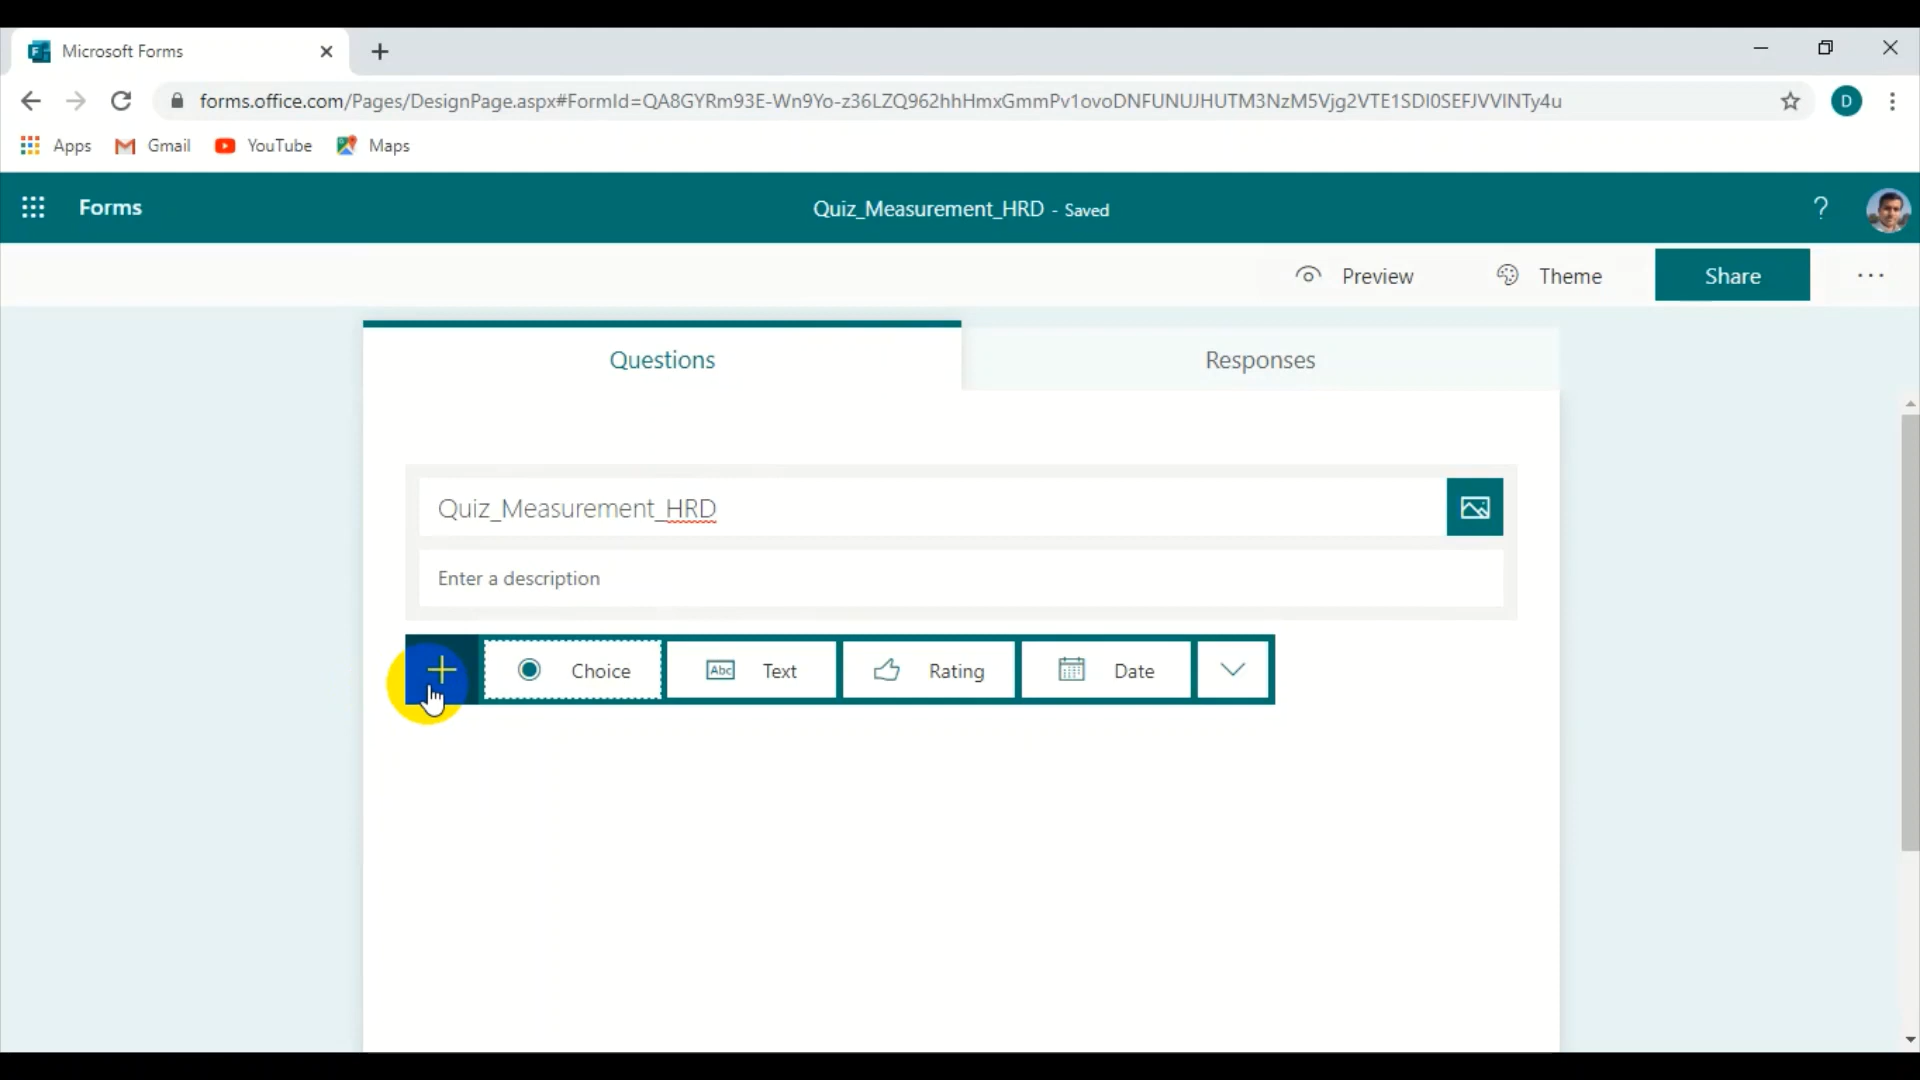 Microsoft Forms
forms.office.com/Pages/DesignPage.aspx#FormId=QA8GYRm93E-Wn9Yo-z36LZQ962hhHmxGmmPv1ovoDNFUNUJHUTM3NzM5Vjg2VTE1SDI0SEFJVVINTy4u
D
Apps Gmail YouTube Maps
Forms
Quiz_Measurement_HRD - Saved
?
Preview Theme Share ...
Questions Responses
Quiz_Measurement_HRD
Enter a description
Choice Abc Text Rating Date